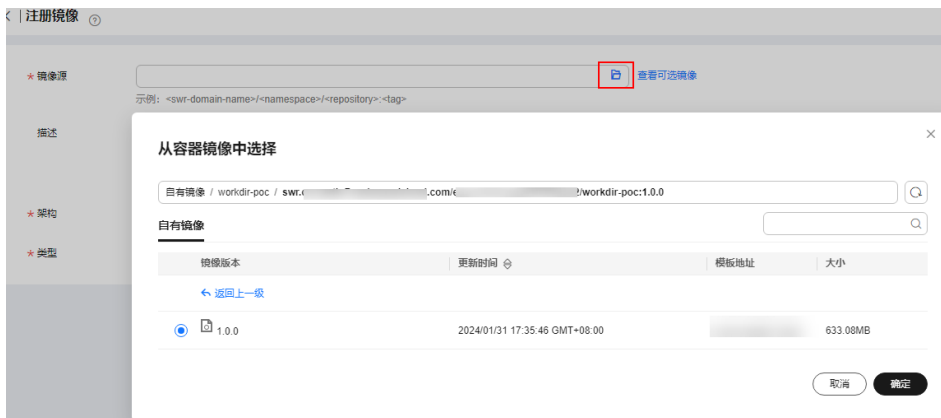 注册镜像
镜像源
查看可选镜像
示例：<swr-domain-name>/<namespace>/<repository>:<tag>
描述
从容器镜像中选择
自有镜像 / workdir-poc / swr. .com/ /workdir-poc:1.0.0
架构
自有镜像
类型
镜像版本 更新时间 模板地址 大小
返回上一级
1.0.0 2024/01/31 17:35:46 GMT+08:00 633.08MB
取消 确定